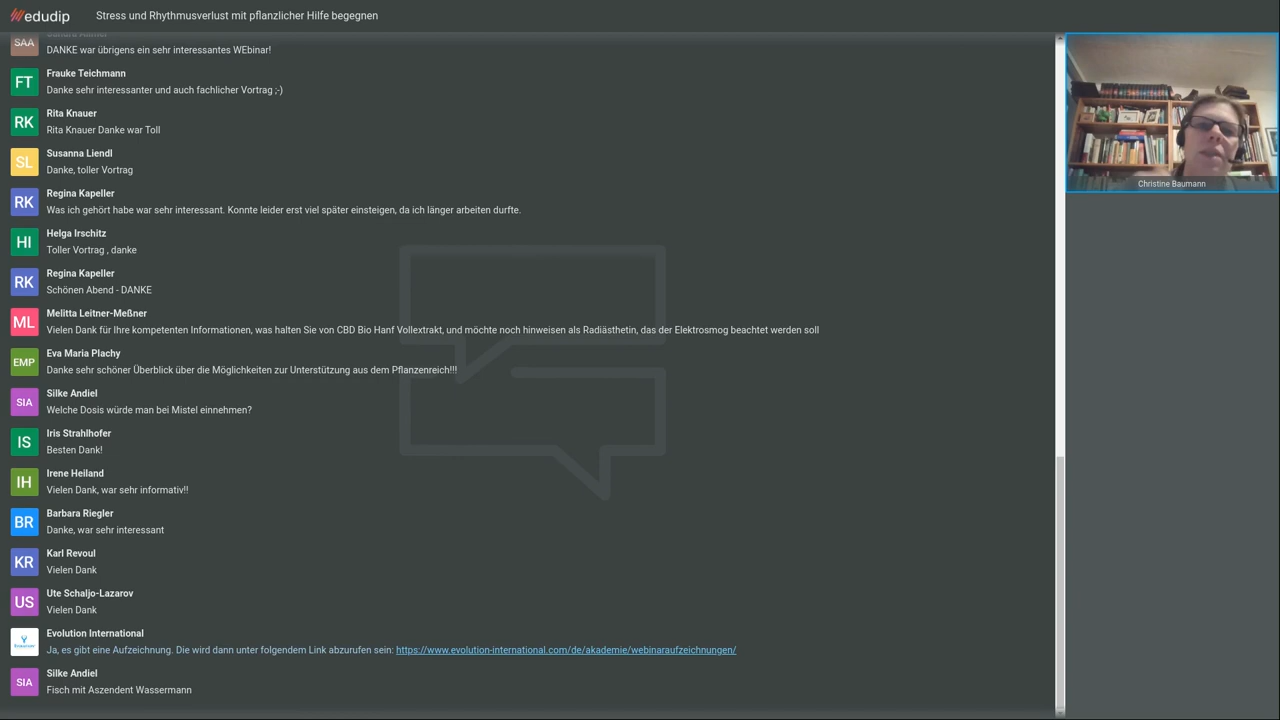 edudip
Stress und Rhythmusverlust mit pflanzlicher Hilfe begegnen
SAA
DANKE war übrigens ein sehr interessantes WEbinar!
FT
Frauke Teichmann
Danke sehr interessanter und auch fachlicher Vortrag ;-)
RK
Rita Knauer
Rita Knauer Danke war Toll
SL
Susanna Liendl
Danke, toller Vortrag
RK
Regina Kapeller
Was ich gehört habe war sehr interessant. Konnte leider erst viel später einsteigen, da ich länger arbeiten durfte.
HI
Helga Irschitz
Toller Vortrag , danke
RK
Regina Kapeller
Schönen Abend - DANKE
ML
Melitta Leitner-Meßner
Vielen Dank für Ihre kompetenten Informationen, was halten Sie von CBD Bio Hanf Vollextrakt, und möchte noch hinweisen als Radiästhetin, das der Elektrosmog beachtet werden soll
EMP
Eva Maria Plachy
Danke sehr schöner Überblick über die Möglichkeiten zur Unterstützung aus dem Pflanzenreich!!!
SIA
Silke Andiel
Welche Dosis würde man bei Mistel einnehmen?
IS
Iris Strahlhofer
Besten Dank!
IH
Irene Heiland
Vielen Dank, war sehr informativ!!
BR
Barbara Riegler
Danke, war sehr interessant
KR
Karl Revoul
Vielen Dank
US
Ute Schaljo-Lazarov
Vielen Dank
Evolution International
Ja, es gibt eine Aufzeichnung. Die wird dann unter folgendem Link abzurufen sein: https://www.evolution-international.com/de/akademie/webinaraufzeichnungen/
SIA
Silke Andiel
Fisch mit Aszendent Wassermann
Christine Baumann